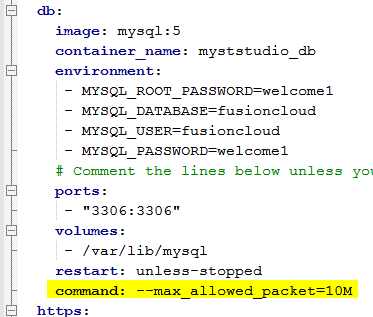 db:
image: mysql:5
container_name: myststudio_db
environment:
- MYSQL_ROOT_PASSWORD=welcome1
- MYSQL_DATABASE=fusioncloud
- MYSQL_USER=fusioncloud
- MYSQL_PASSWORD=welcome1
# Comment the lines below unless you
ports:
- "3306:3306"
volumes:
- /var/lib/mysql
restart: unless-stopped
command: --max_allowed_packet=10M
https: